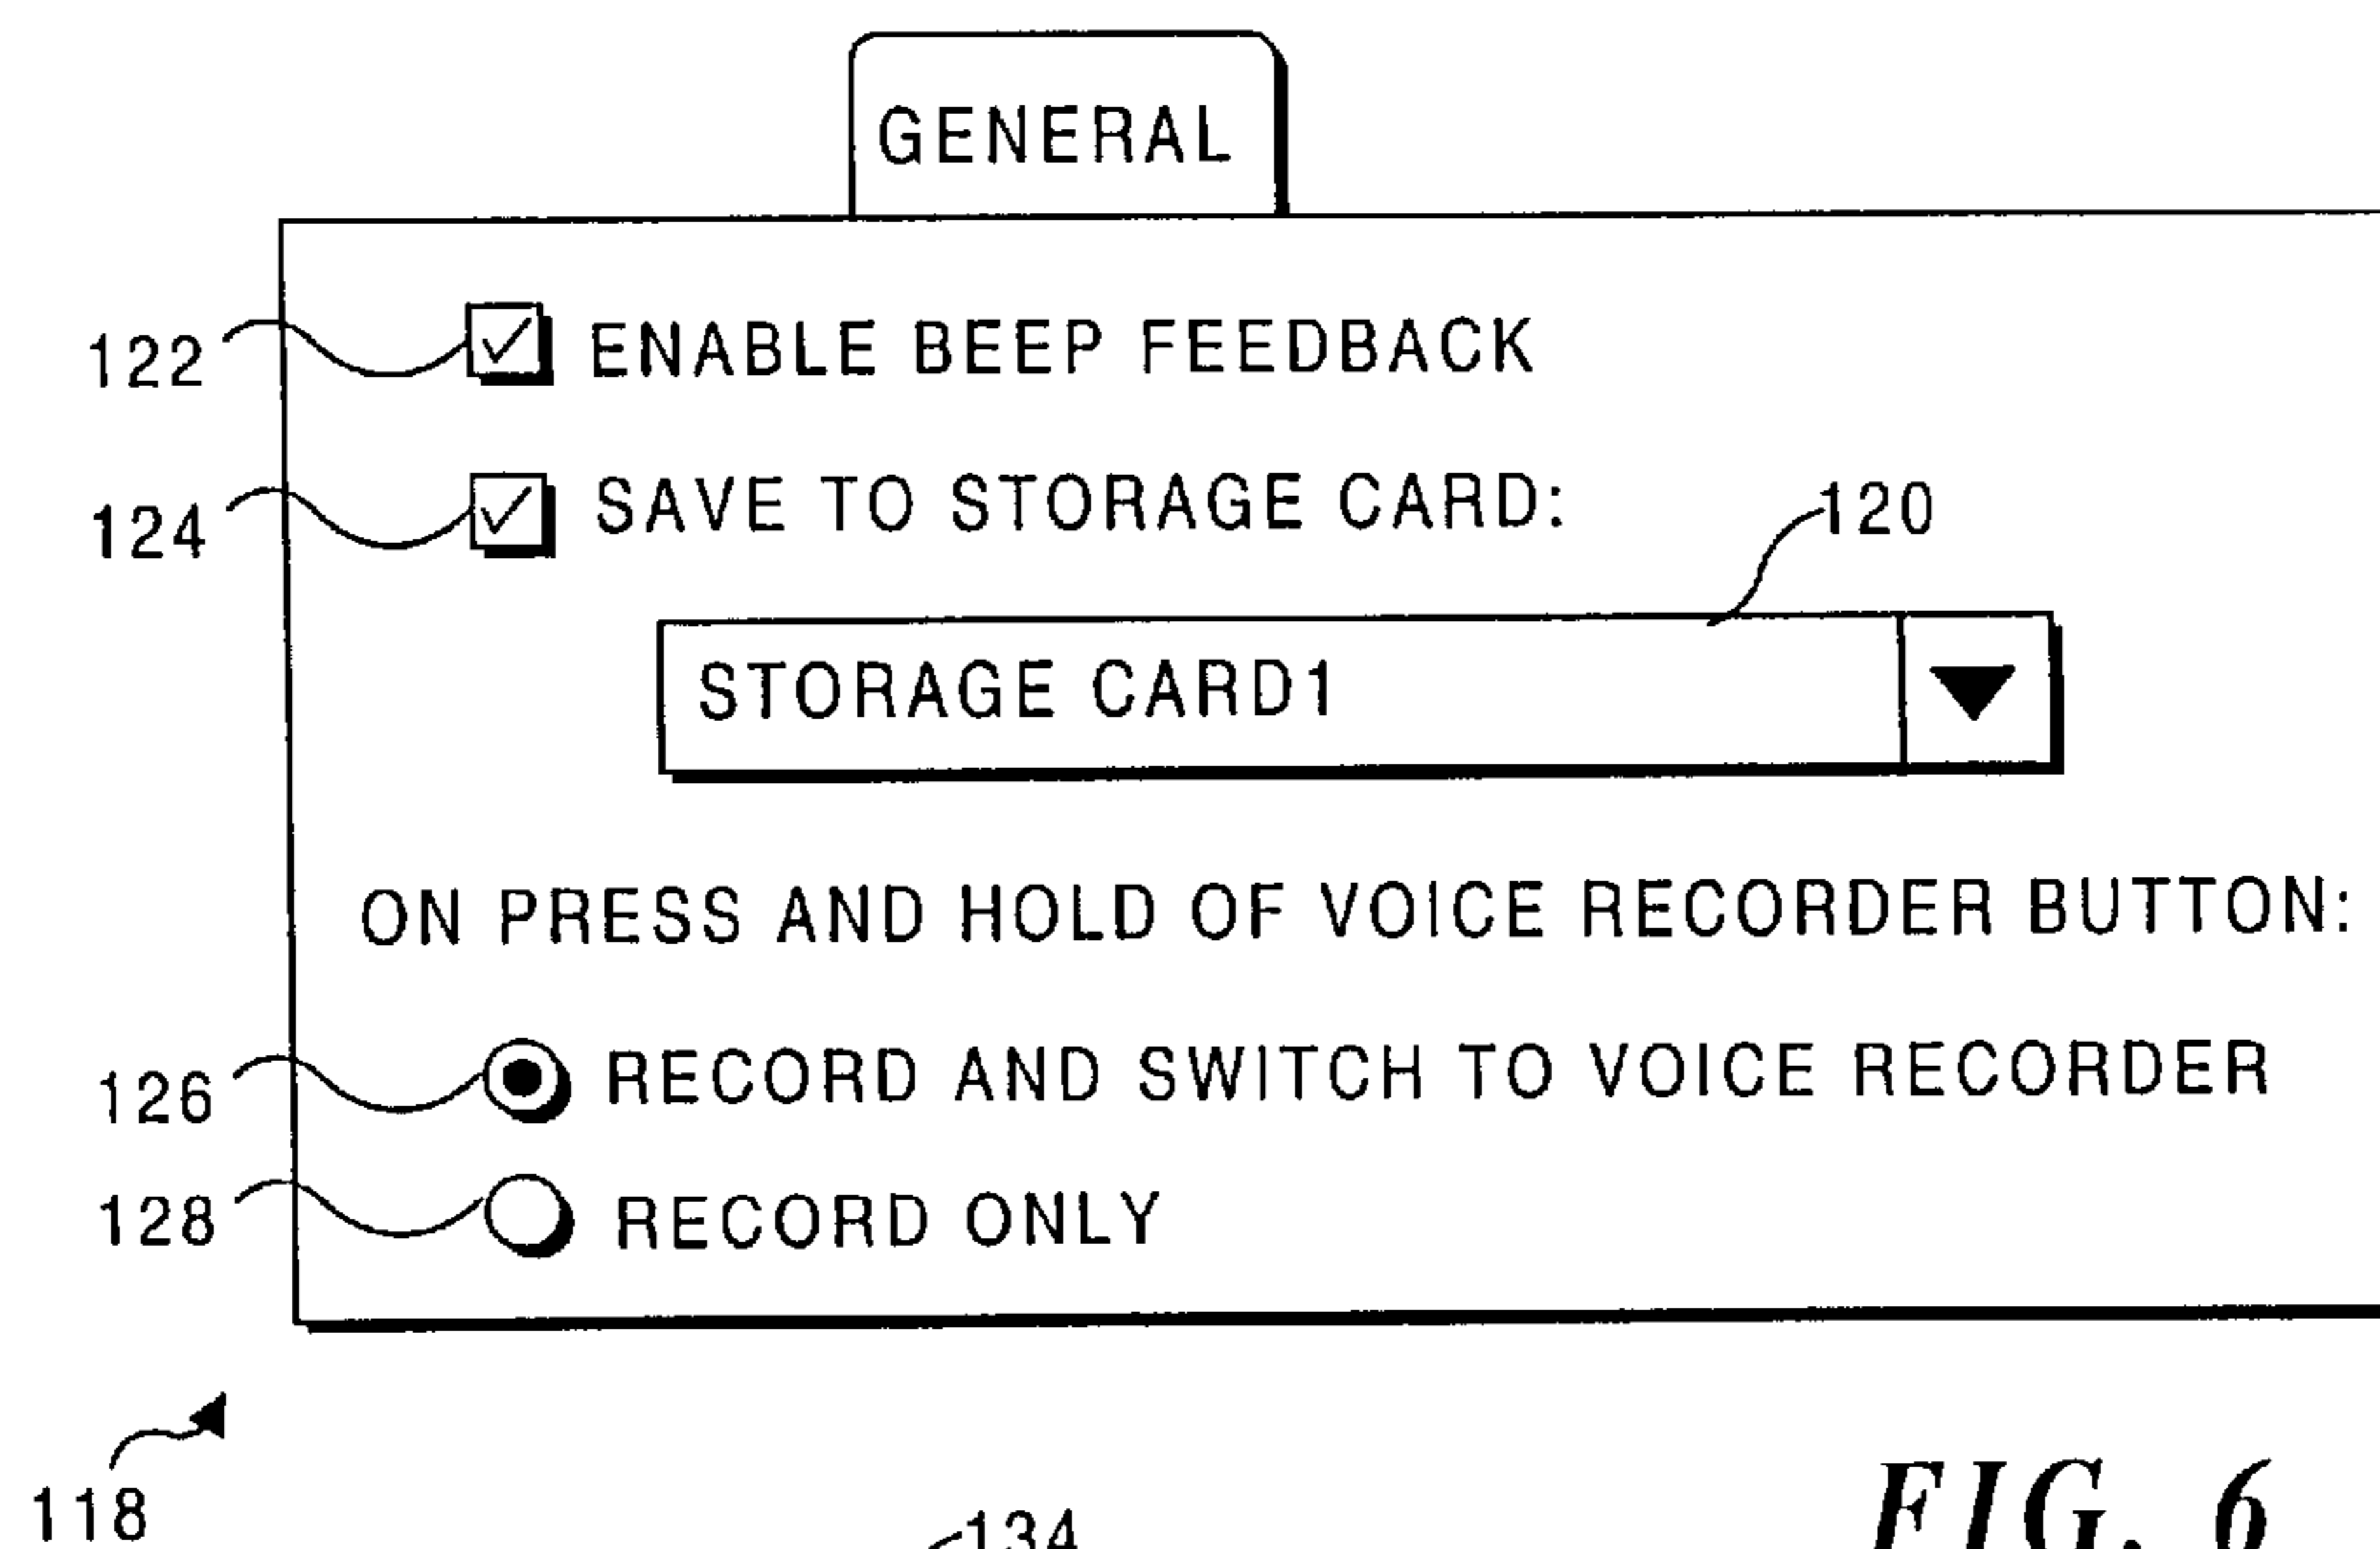 GENERAL
122 ENABLE BEEP FEEDBACK
124 SAVE TO STORAGE CARD:
120
STORAGE CARD1
ON PRESS AND HOLD OF VOICE RECORDER BUTTON:
126 RECORD AND SWITCH TO VOICE RECORDER
128 RECORD ONLY
118
134
FIG. 6